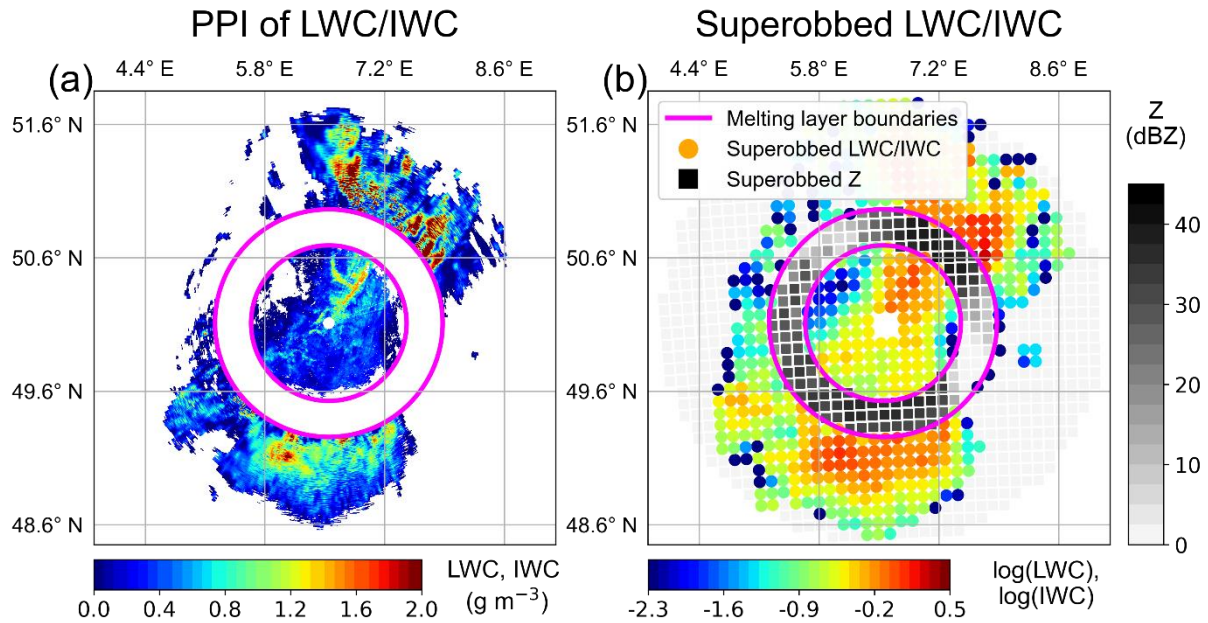 PPI of LWC/IWC
Superobbed LWC/IWC
(a)
4.4° E 5.8° E 7.2° E 8.6° E
51.6° N
50.6° N
49.6° N
48.6° N
0.0 0.4 0.8 1.2 1.6 2.0
LWC, IWC
(g m⁻³)
(b)
4.4° E 5.8° E 7.2° E 8.6° E
Melting layer boundaries
Superobbed LWC/IWC
Superobbed Z
51.6° N
50.6° N
49.6° N
48.6° N
-2.3 -1.6 -0.9 -0.2 0.5
log(LWC),
log(IWC)
Z
(dBZ)
40
30
20
10
0